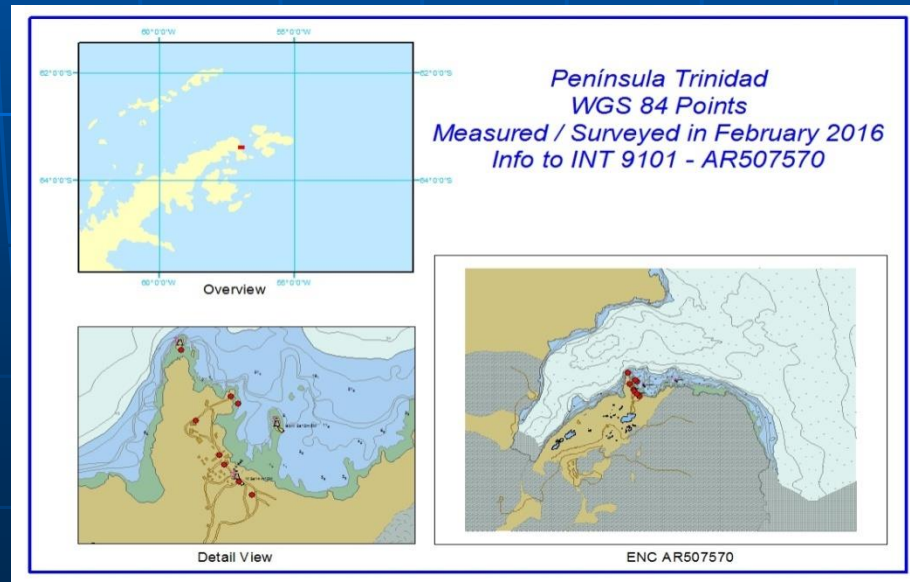 Península Trinidad
WGS 84 Points
Measured / Surveyed in February 2016
Info to INT 9101 - AR507570
60°0'0"W 55°0'0"W
62°0'0"S 62°0'0"S
64°0'0"S 64°0'0"S
60°0'0"W 55°0'0"W
Overview
Detail View
ENC AR507570